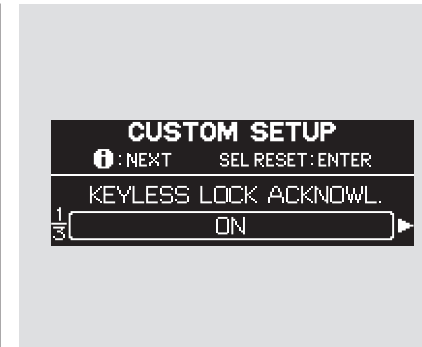 CUSTOM SETUP
i : NEXT SEL RESET : ENTER
KEYLESS LOCK ACKNOWL.
1/3 ON